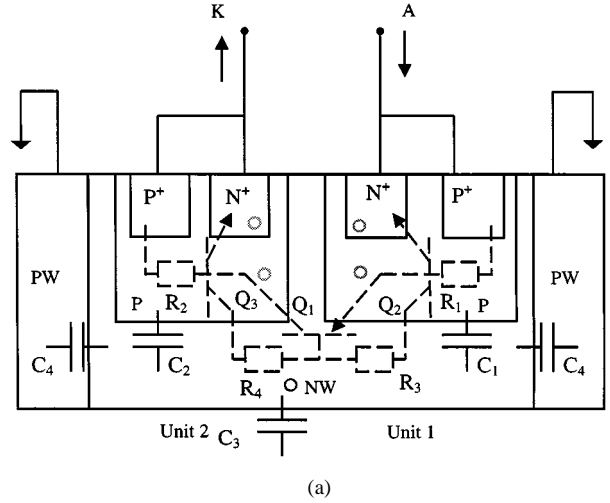 K A
P+ N+ N+ P+
PW PW
R2 R1
P Q3 Q1 Q2 P
C4 C2 C1 C4
R4 NW R3
Unit 2 C3 Unit 1
(a)